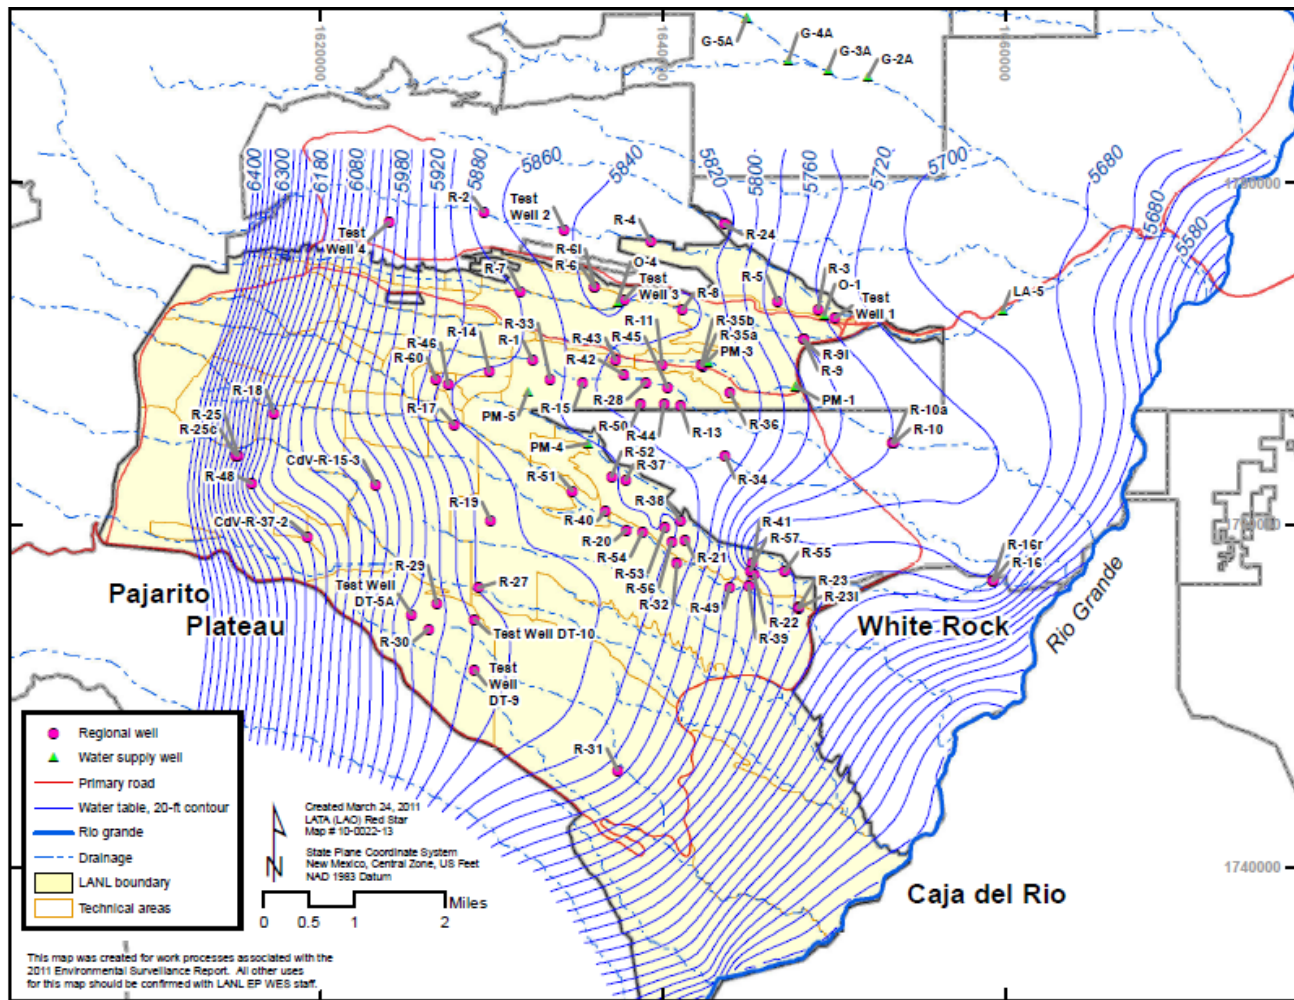 G-5A
G-4A
G-3A
G-2A
1620000
1640000
1660000
6400
6300
6180
6080
5980
5920
5880
5860
5840
5820
5800
5760
5720
5700
5680
5680
5580
R-2
Test
Well 2
R-4
R-24
Test
Well 4
R-6i
R-6
O-4
Test
Well 3
R-7
R-8
R-5
R-3
O-1
Test
Well 1
LA-5
R-33
R-11
R-35b
R-35a
PM-3
R-14
R-1
R-43
R-45
R-46
R-60
R-42
R-9i
R-9
R-18
R-17
PM-5
R-15
R-28
R-50
R-44
R-13
R-36
PM-1
R-10a
R-10
R-25
R-25c
R-48
CdV-R-15-3
PM-4
R-52
R-37
R-34
R-51
R-19
R-38
CdV-R-37-2
R-40
R-20
R-54
R-53
R-56
R-32
R-21
R-41
R-57
R-55
R-49
R-23
R-23i
R-22
R-39
R-16r
R-16
R-29
R-27
Test Well
DT-5A
R-30
Test Well DT-10
Test
Well
DT-9
R-31
Pajarito
Plateau
White Rock
Rio Grande
Caja del Rio
1740000
Regional well
Water supply well
Primary road
Water table, 20-ft contour
Rio grande
Drainage
LANL boundary
Technical areas
N
Created March 24, 2011
LATA (LAO) Red Star
Map # 10-0022-13
State Plane Coordinate System
New Mexico, Central Zone, US Feet
NAD 1983 Datum
Miles
0 0.5 1 2
This map was created for work processes associated with the
2011 Environmental Surveillance Report. All other uses
for this map should be confirmed with LANL EP WES staff.